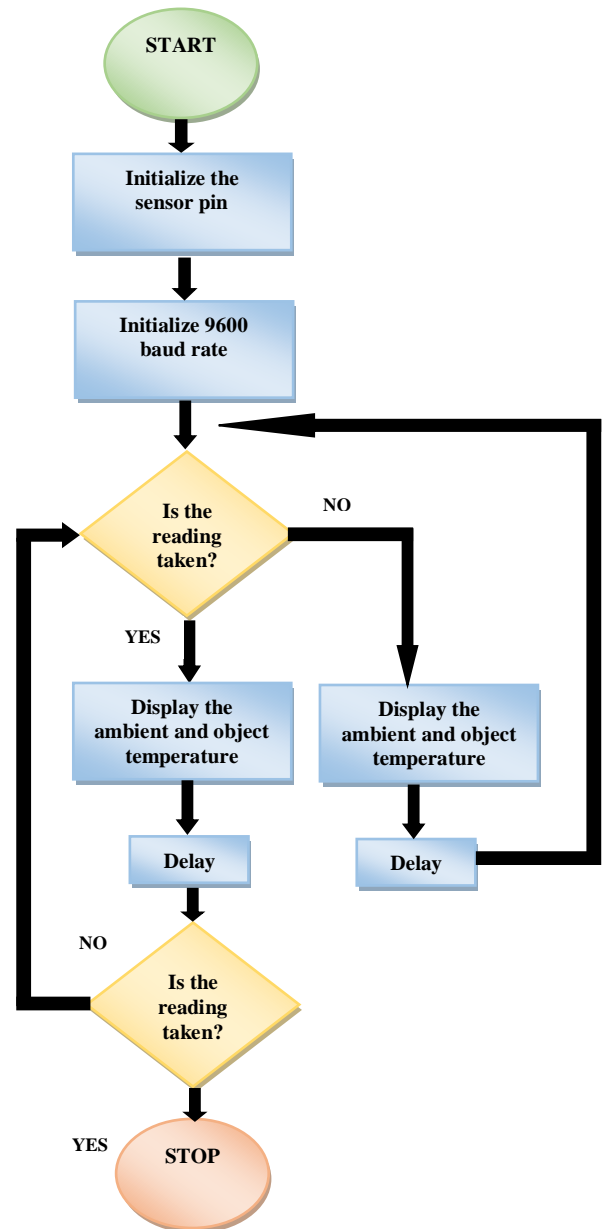 START
Initialize the
sensor pin
Initialize 9600
baud rate
Is the
reading
taken?
NO
YES
Display the
ambient and object
temperature
Display the
ambient and object
temperature
Delay
Delay
NO
Is the
reading
taken?
YES
STOP